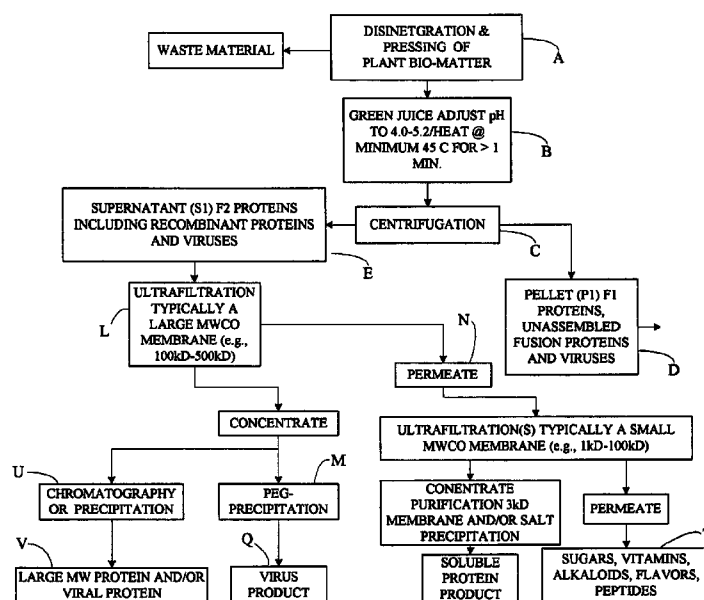 DISINETGRATION &
PRESSING OF
PLANT BIO-MATTER
WASTE MATERIAL
A
GREEN JUICE ADJUST pH
TO 4.0-5.2/HEAT @
MINIMUM 45 C FOR > 1
MIN.
B
SUPERNATANT (S1) F2 PROTEINS
INCLUDING RECOMBINANT PROTEINS
AND VIRUSES
CENTRIFUGATION
C
E
ULTRAFILTRATION
TYPICALLY A
LARGE MWCO
MEMBRANE (e.g.,
100kD-500kD)
L
PELLET (P1) F1
PROTEINS,
UNASSEMBLED
FUSION PROTEINS
AND VIRUSES
D
N
PERMEATE
CONCENTRATE
ULTRAFILTRATION(S) TYPICALLY A SMALL
MWCO MEMBRANE (e.g., 1kD-100kD)
U
M
CHROMATOGRAPHY
OR PRECIPITATION
PEG-
PRECIPITATION
CONENTRATE
PURIFICATION 3kD
MEMBRANE AND/OR SALT
PRECIPITATION
PERMEATE
V
Q
LARGE MW PROTEIN AND/OR
VIRAL PROTEIN
VIRUS
PRODUCT
SOLUBLE
PROTEIN
PRODUCT
SUGARS, VITAMINS,
ALKALOIDS, FLAVORS,
PEPTIDES